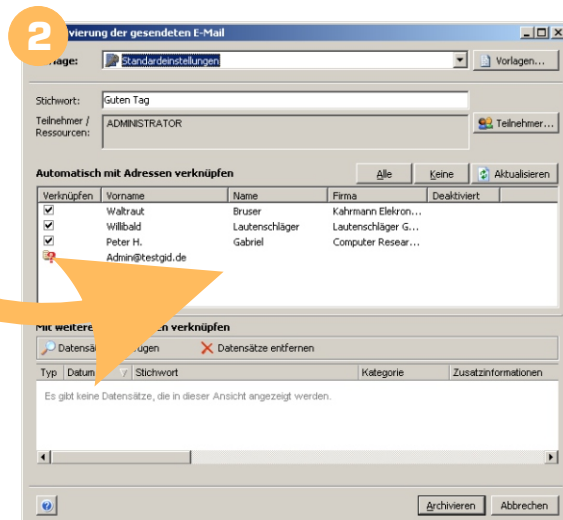 2
vierung der gesendeten E-Mail
Standardeinstellungen Vorlagen...
Stichwort: Guten Tag
Teilnehmer / Ressourcen: ADMINISTRATOR Teilnehmer...
Automatisch mit Adressen verknüpfen Alle Keine Aktualisieren
Verknüpfen Vorname Name Firma Deaktiviert
Waltraut Bruser Kahrmann Elekron...
Willibald Lautenschläger Lautenschläger G...
Peter H. Gabriel Computer Resear...
Admin@testgid.de
Mit weitere en verknüpfen
Datensä ügen Datensätze entfernen
Typ Datum Stichwort Kategorie Zusatzinformationen
Es gibt keine Datensätze, die in dieser Ansicht angezeigt werden.
Archivieren Abbrechen